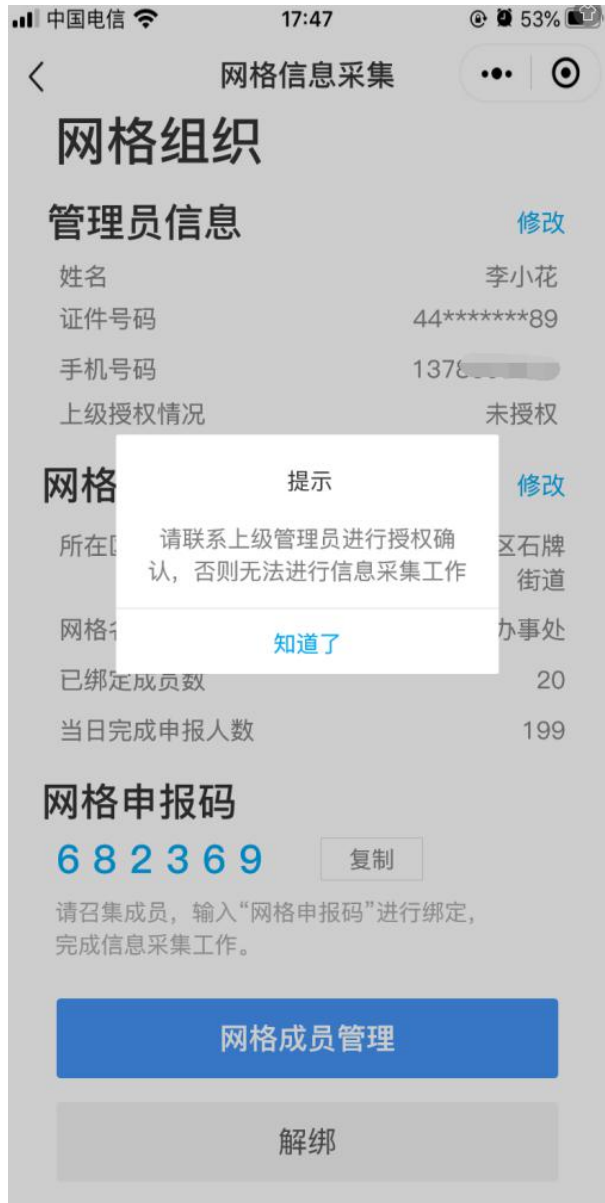 中国电信 17:47 53%
网格信息采集
网格组织
管理员信息 修改
姓名 李小花
证件号码 44*******89
手机号码 1378
上级授权情况 未授权
提示
网格 修改
请联系上级管理员进行授权确
所在 区石牌
认，否则无法进行信息采集工作
街道
网格 办事处
知道了
已绑定成员数 20
当日完成申报人数 199
网格申报码
682369 复制
请召集成员，输入“网格申报码”进行绑定，
完成信息采集工作。
网格成员管理
解绑